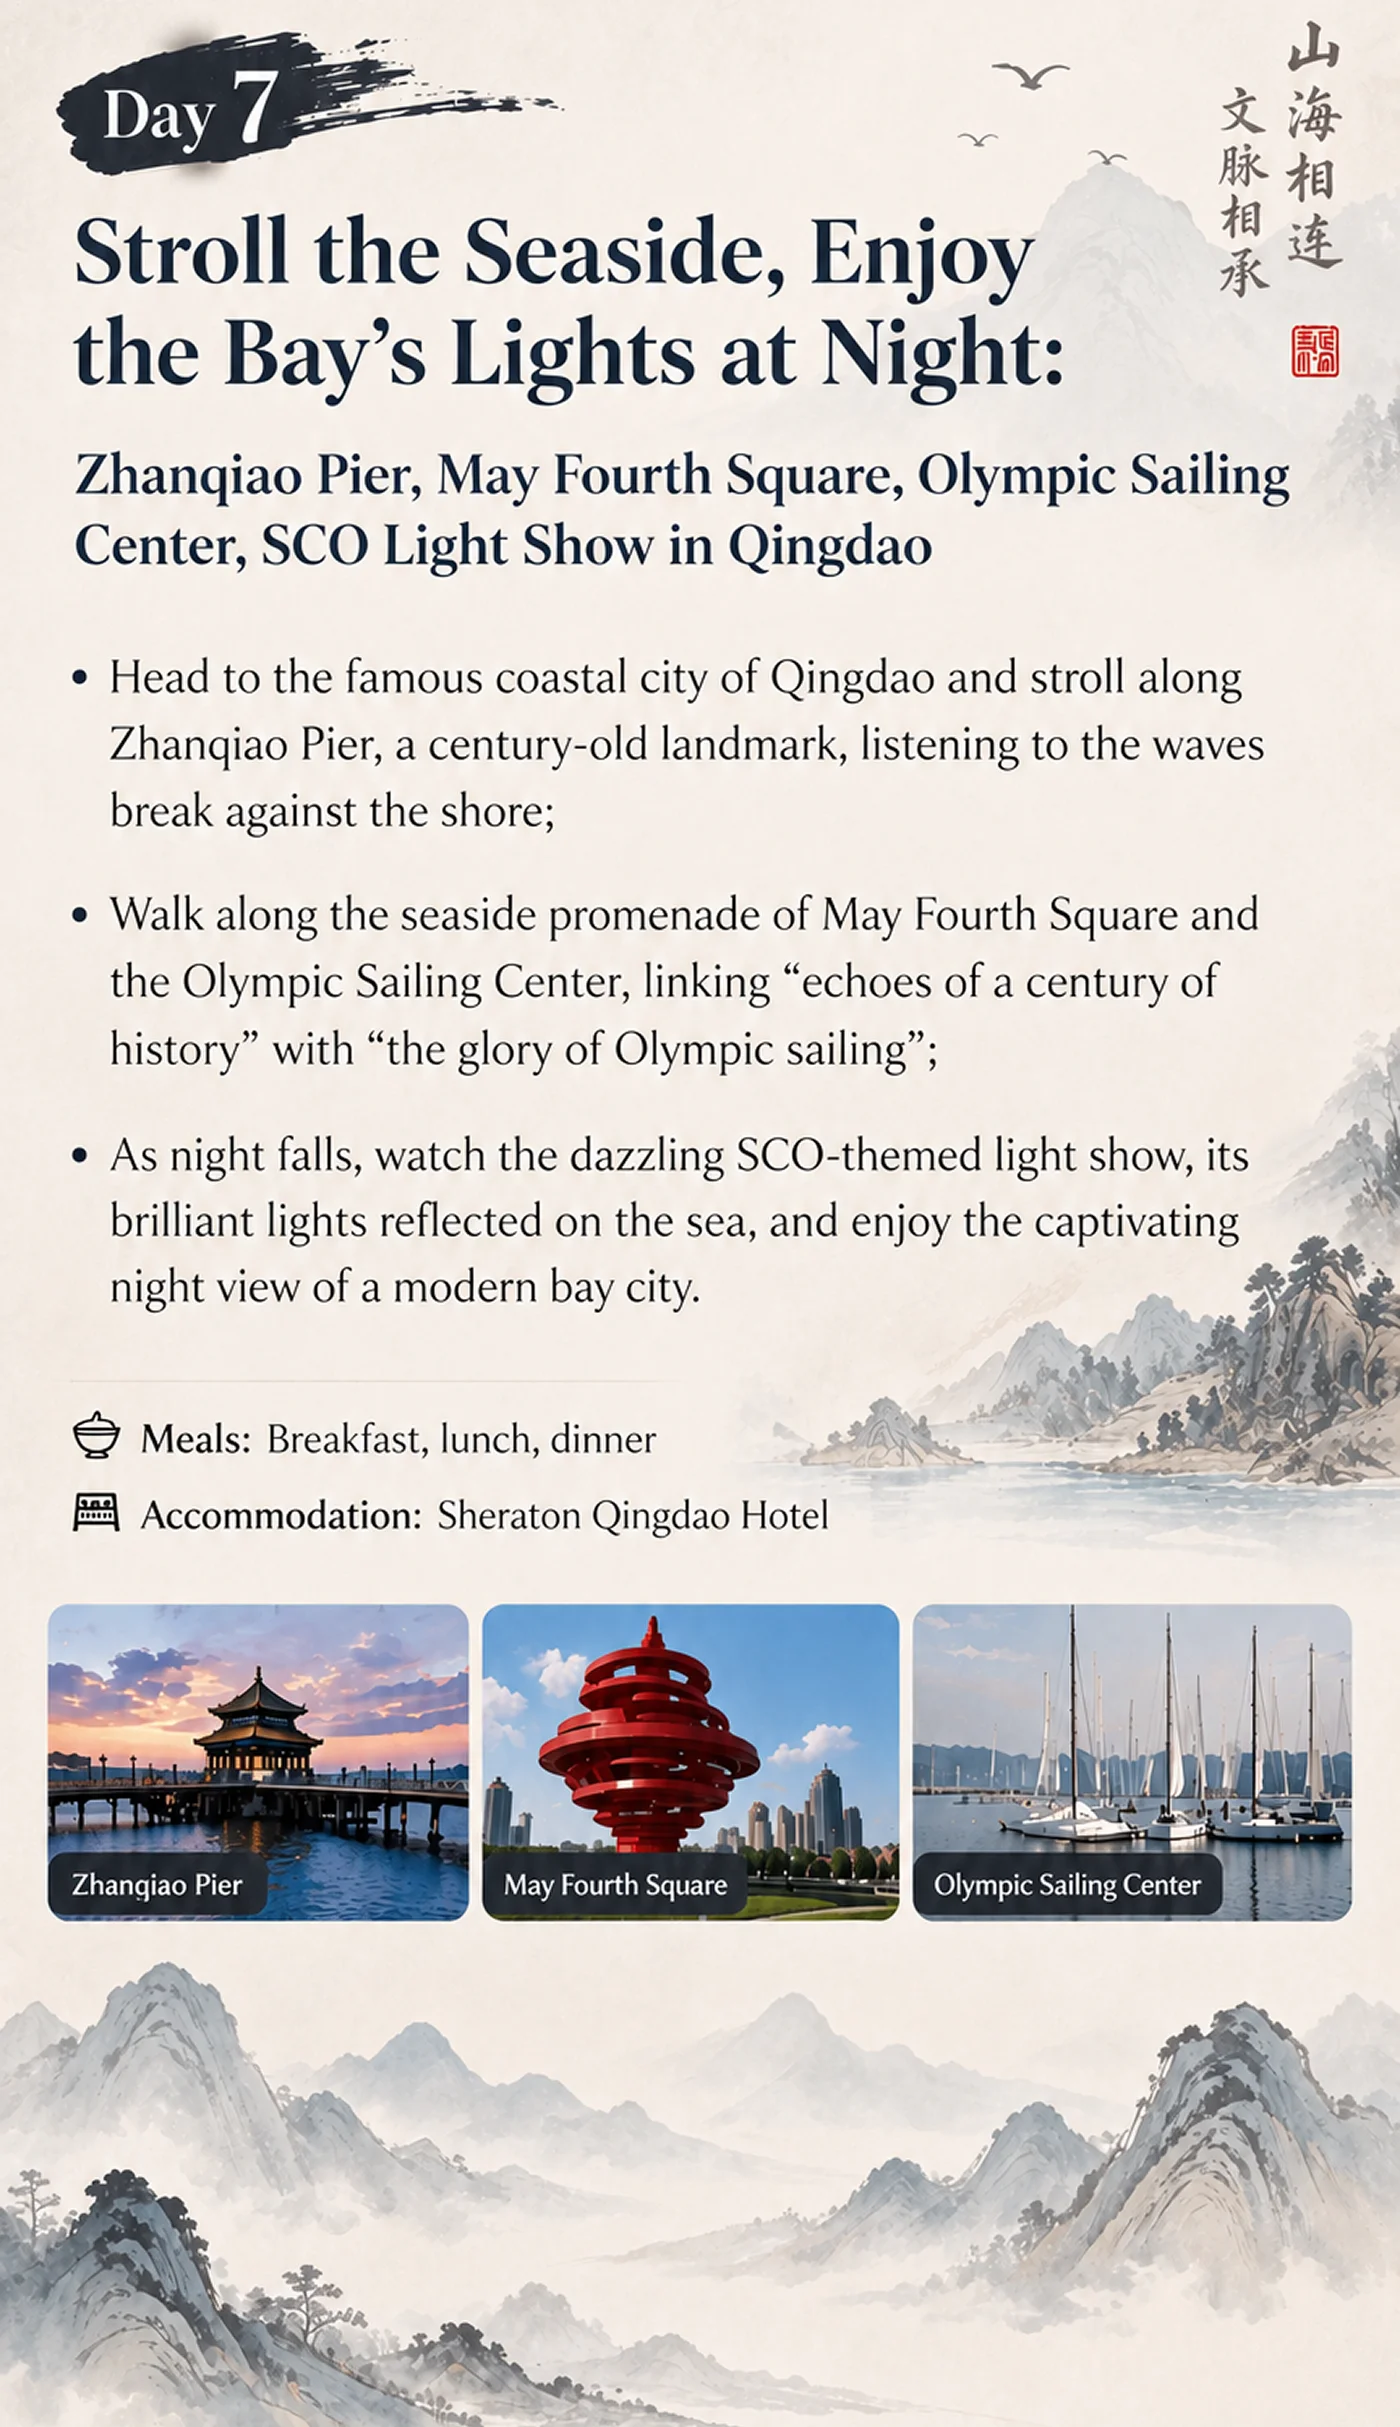 Day 7
山海相连
文脉相承
Stroll the Seaside, Enjoy
the Bay’s Lights at Night:
Zhanqiao Pier, May Fourth Square, Olympic Sailing
Center, SCO Light Show in Qingdao
• Head to the famous coastal city of Qingdao and stroll along
Zhanqiao Pier, a century-old landmark, listening to the waves
break against the shore;
• Walk along the seaside promenade of May Fourth Square and
the Olympic Sailing Center, linking “echoes of a century of
history” with “the glory of Olympic sailing”;
• As night falls, watch the dazzling SCO-themed light show, its
brilliant lights reflected on the sea, and enjoy the captivating
night view of a modern bay city.
Meals: Breakfast, lunch, dinner
Accommodation: Sheraton Qingdao Hotel
Zhanqiao Pier
May Fourth Square
Olympic Sailing Center